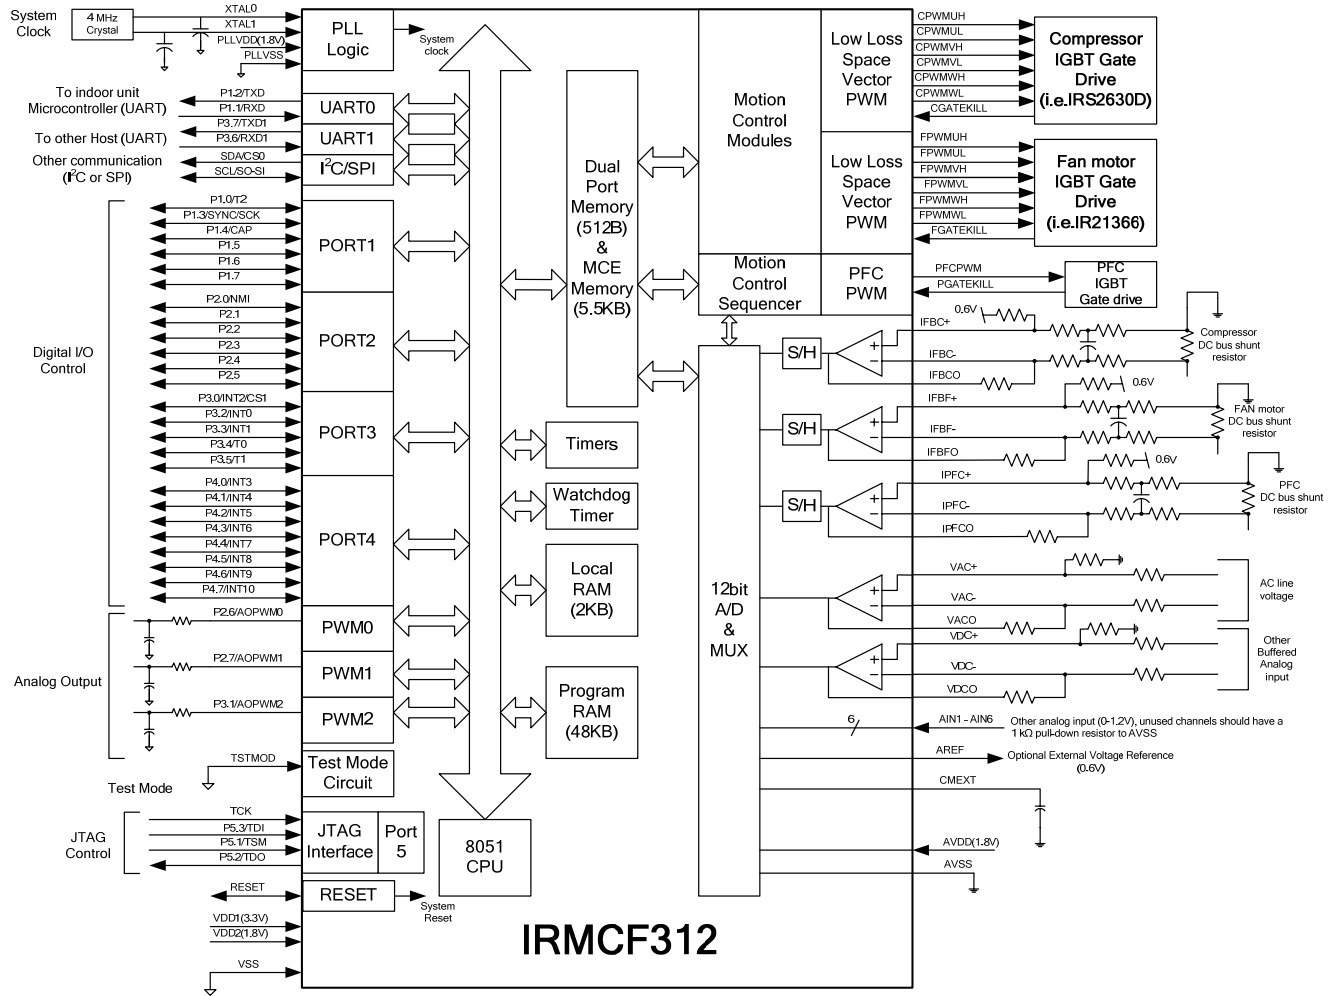 System
Clock
4 MHz
Crystal
XTAL0
XTAL1
PLLVDD(1.8V)
PLLVSS
PLL
Logic
System
clock
To indoor unit
Microcontroller (UART)
P1.2/TXD
P1.1/RXD
UART0
To other Host (UART)
P3.7/TXD1
P3.6/RXD1
UART1
Other communication
(I2C or SPI)
SDA/CS0
SCL/SO-SI
I2C/SPI
Digital I/O
Control
P1.0/T2
P1.3/SYNC/SCK
P1.4/CAP
P1.5
P1.6
P1.7
PORT1
P2.0/NMI
P2.1
P2.2
P2.3
P2.4
P2.5
PORT2
P3.0/INT2/CS1
P3.2/INT0
P3.3/INT1
P3.4/T0
P3.5/T1
PORT3
P4.0/INT3
P4.1/INT4
P4.2/INT5
P4.3/INT6
P4.4/INT7
P4.5/INT8
P4.6/INT9
P4.7/INT10
PORT4
Analog Output
P2.6/AOPWM0
PWM0
P2.7/AOPWM1
PWM1
P3.1/AOPWM2
PWM2
Test Mode
TSTMOD
Test Mode
Circuit
JTAG
Control
TCK
P5.3/TDI
P5.1/TSM
P5.2/TDO
JTAG
Interface
Port
5
RESET
RESET
System
Reset
VDD1(3.3V)
VDD2(1.8V)
VSS
8051
CPU
Dual
Port
Memory
(512B)
&
MCE
Memory
(5.5KB)
Timers
Watchdog
Timer
Local
RAM
(2KB)
Program
RAM
(48KB)
Motion
Control
Modules
Motion
Control
Sequencer
Low Loss
Space
Vector
PWM
Low Loss
Space
Vector
PWM
PFC
PWM
12bit
A/D
&
MUX
S/H
S/H
S/H
CPWMUH
CPWMUL
CPWMVH
CPWMVL
CPWMWH
CPWMWL
CGATEKILL
Compressor
IGBT Gate
Drive
(i.e.IRS2630D)
FPWMUH
FPWMUL
FPWMVH
FPWMVL
FPWMWH
FPWMWL
FGATEKILL
Fan motor
IGBT Gate
Drive
(i.e.IR21366)
PFCPWM
PGATEKILL
PFC
IGBT
Gate drive
IFBC+
0.6V
IFBC-
IFBCO
+
−
Compressor
DC bus shunt
resistor
IFBF+
0.6V
IFBF-
IFBFO
+
−
FAN motor
DC bus shunt
resistor
IPFC+
0.6V
IPFC-
IPFCO
+
−
PFC
DC bus shunt
resistor
VAC+
VAC-
VACO
+
−
AC line
voltage
VDC+
VDC-
VDCO
+
−
Other
Buffered
Analog
input
6
AIN1 - AIN6
Other analog input (0-1.2V), unused channels should have a
1 kΩ pull-down resistor to AVSS
AREF
Optional External Voltage Reference
(0.6V)
CMEXT
AVDD(1.8V)
AVSS
IRMCF312